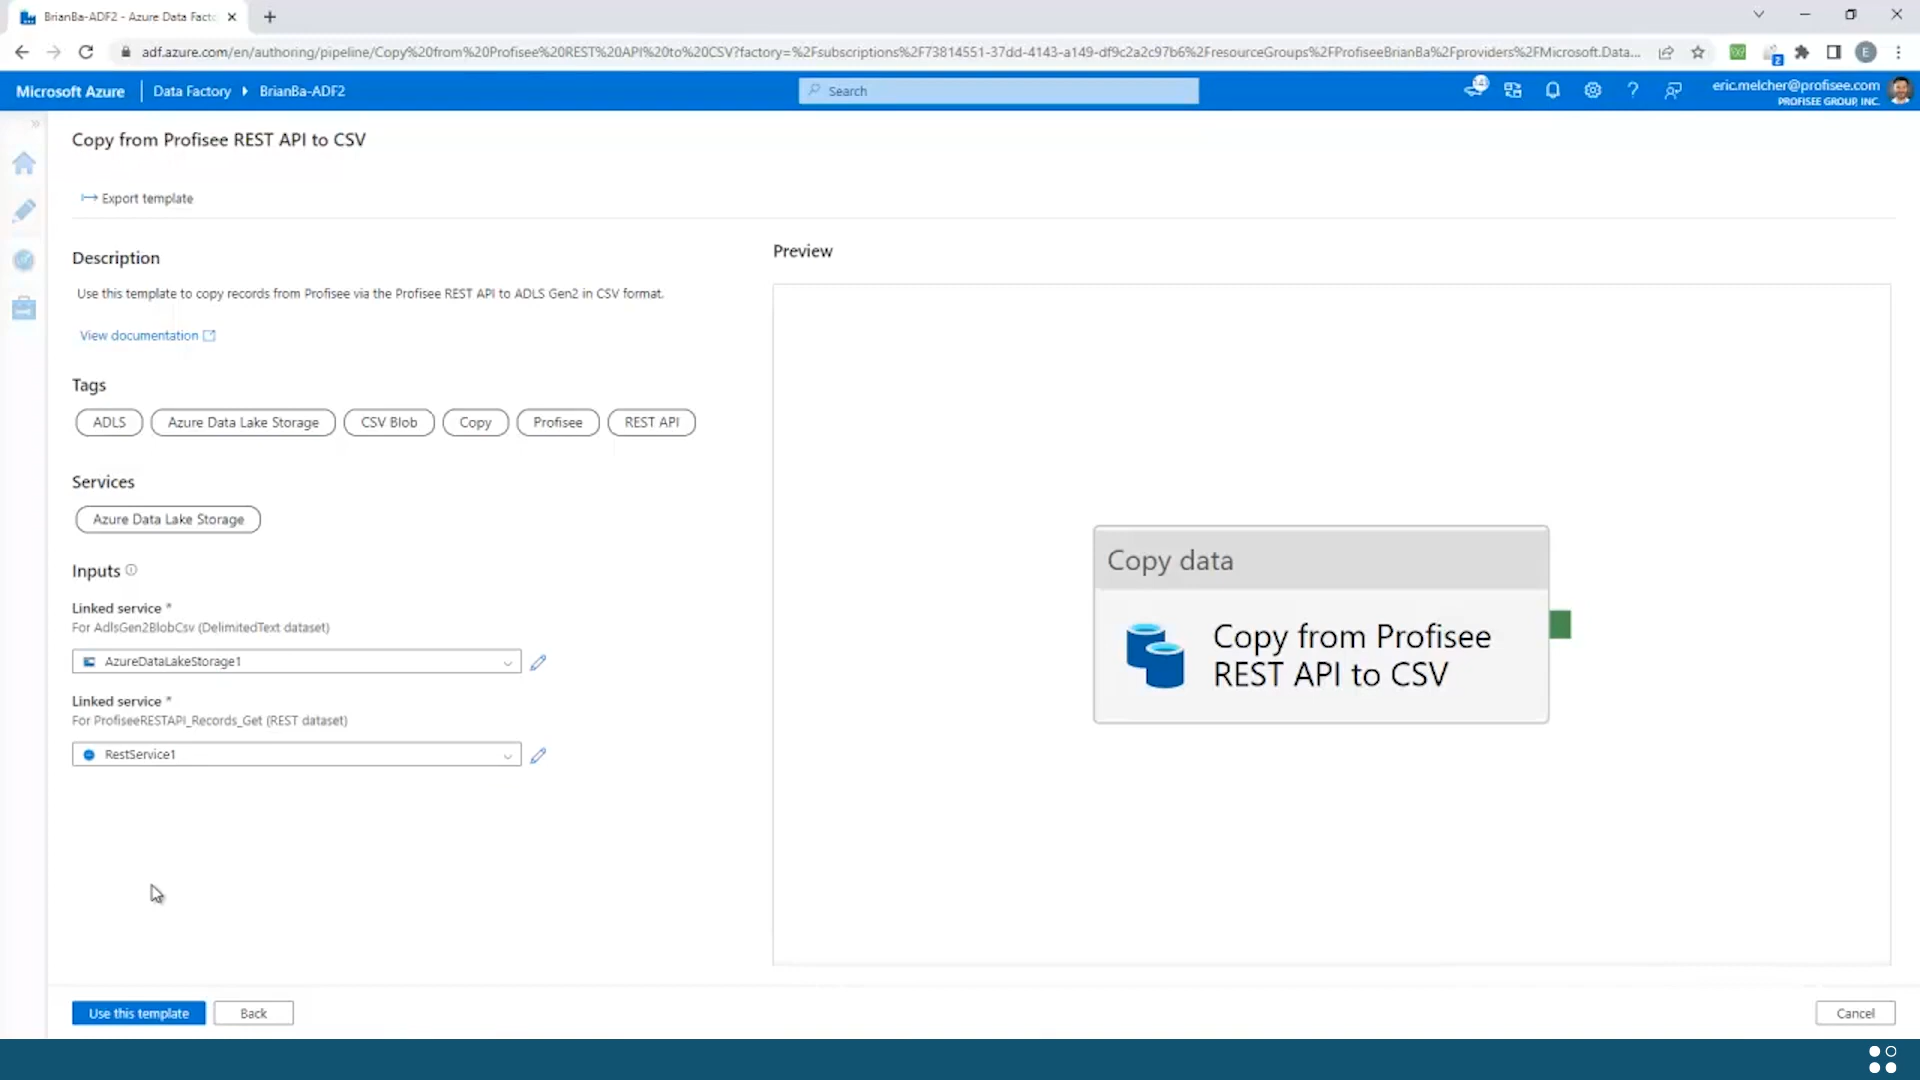 BrianBa-ADF2 - Azure Data Facto
adf.azure.com/en/authoring/pipeline/Copy%20from%20Profisee%20REST%20API%20to%20CSV?factory=%2Fsubscriptions%2F73814551-37dd-4143-a149-df9c2a2c97b6%2FresourceGroups%2FProfiseeBrianBa%2Fproviders%2FMicrosoft.Data...
2
E
Microsoft Azure
Data Factory
BrianBa-ADF2
Search
14
eric.melcher@profisee.com
PROFISEE GROUP, INC.
Copy from Profisee REST API to CSV
Export template
Description
Use this template to copy records from Profisee via the Profisee REST API to ADLS Gen2 in CSV format.
View documentation
Tags
ADLS
Azure Data Lake Storage
CSV Blob
Copy
Profisee
REST API
Services
Azure Data Lake Storage
Inputs
Linked service *
For AdlsGen2BlobCsv (DelimitedText dataset)
AzureDataLakeStorage1
Linked service *
For ProfiseeRESTAPI_Records_Get (REST dataset)
RestService1
Preview
Copy data
Copy from Profisee
REST API to CSV
Use this template
Back
Cancel